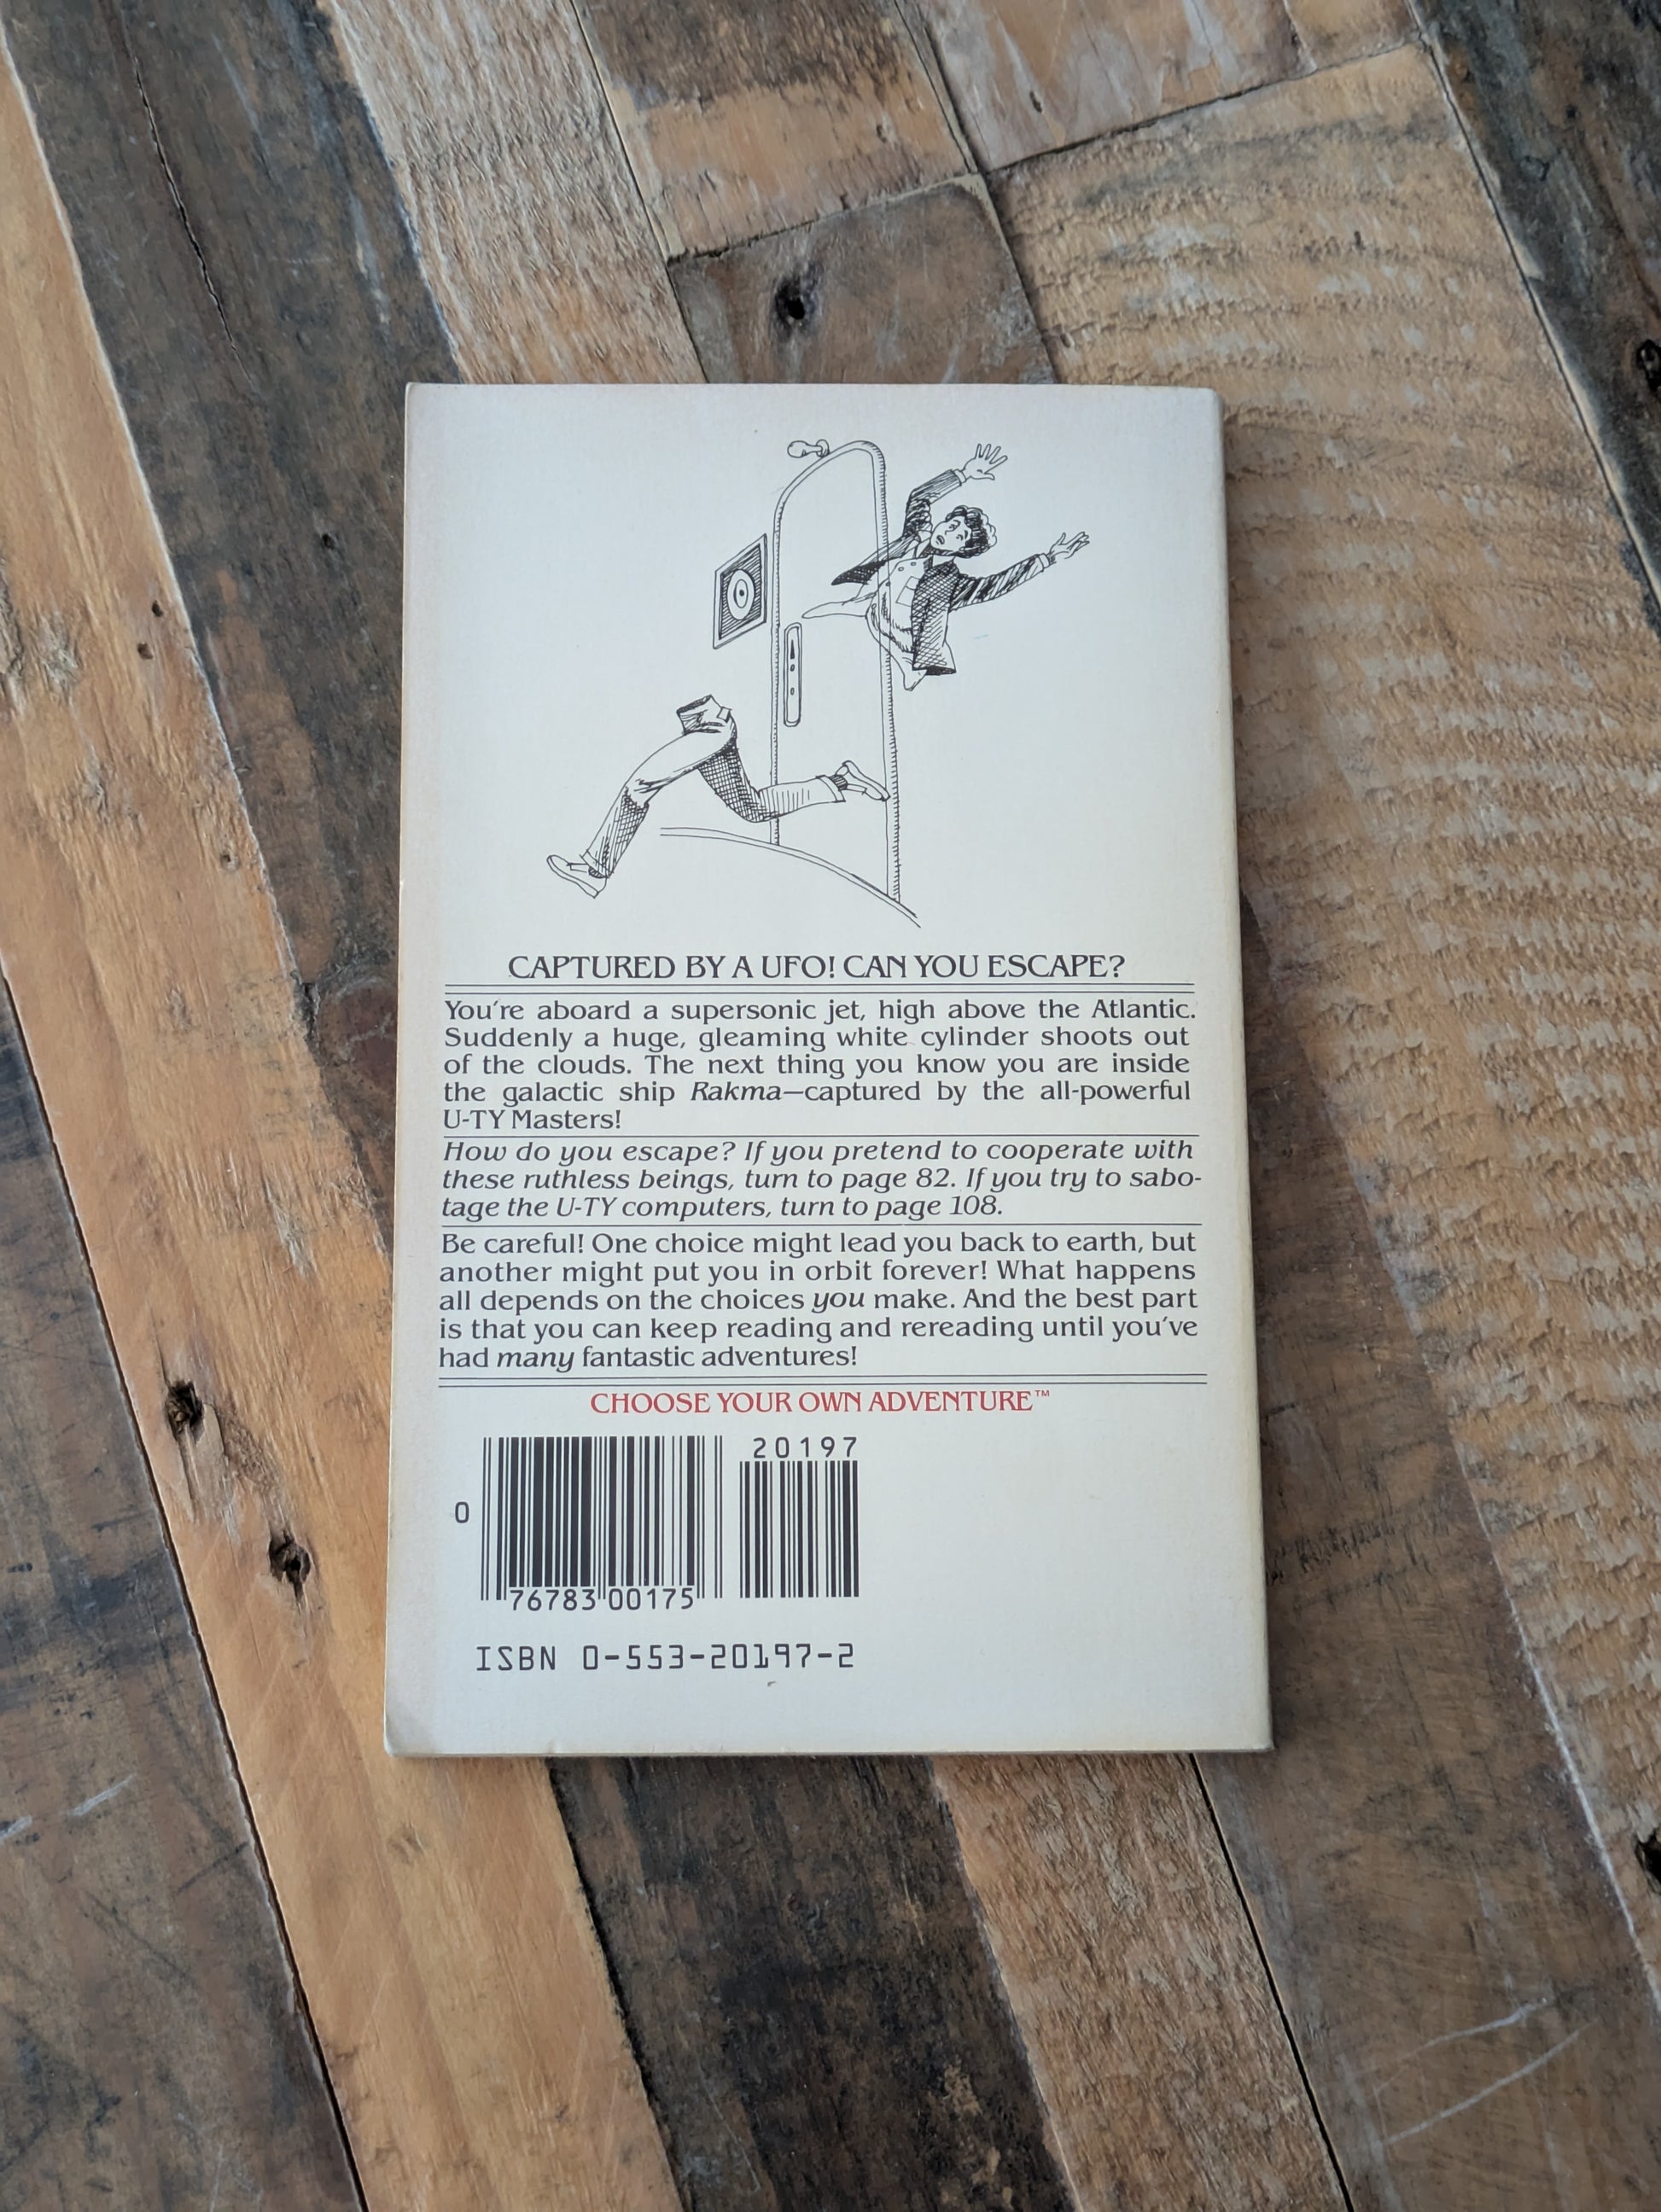 CAPTURED BY A UFO! CAN YOU ESCAPE?
You're aboard a supersonic jet, high above the Atlantic.
Suddenly a huge, gleaming white cylinder shoots out
of the clouds. The next thing you know you are inside
the galactic ship Rakma—captured by the all-powerful
U-TY Masters!
How do you escape? If you pretend to cooperate with
these ruthless beings, turn to page 82. If you try to sabo-
tage the U-TY computers, turn to page 108.
Be careful! One choice might lead you back to earth, but
another might put you in orbit forever! What happens
all depends on the choices you make. And the best part
is that you can keep reading and rereading until you've
had many fantastic adventures!
CHOOSE YOUR OWN ADVENTURE™
20197
0
76783 00175
ISBN 0-553-20197-2